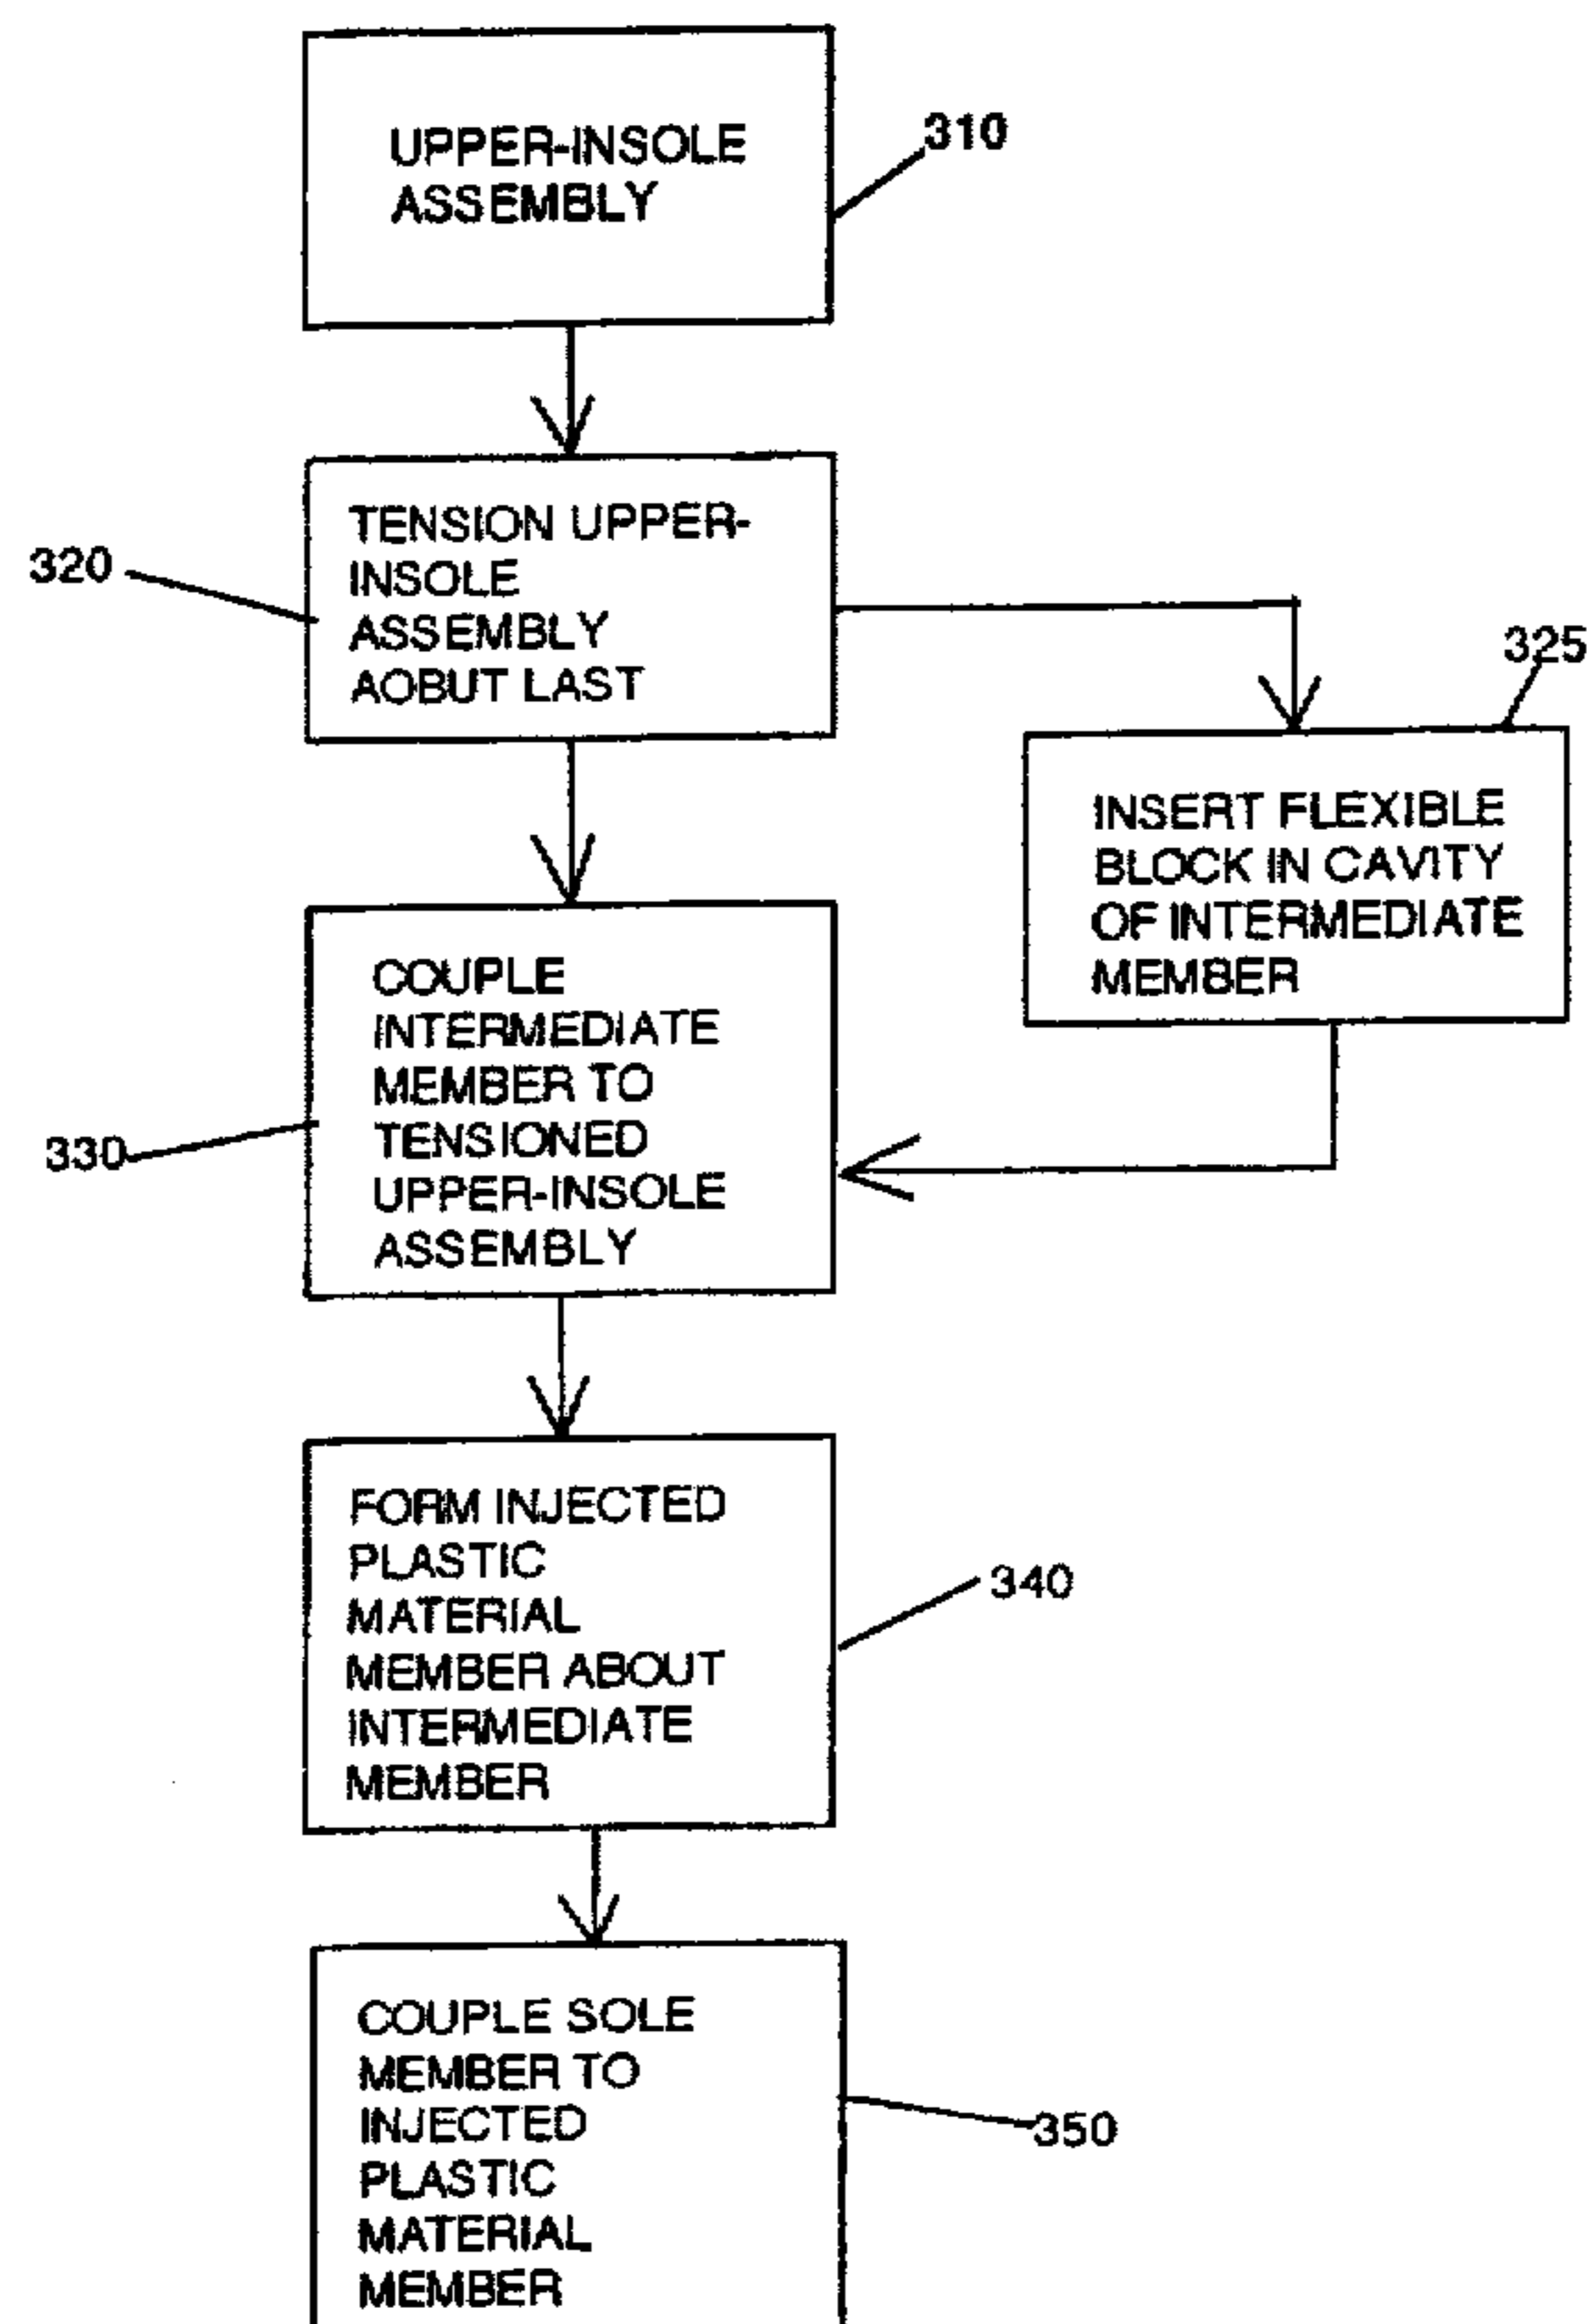 UPPER-INSOLE
ASSEMBLY
310
TENSION UPPER-
INSOLE
ASSEMBLY
AOBUT LAST
320
325
INSERT FLEXIBLE
BLOCK IN CAVITY
OF INTERMEDIATE
MEMBER
COUPLE
INTERMEDIATE
MEMBER TO
TENSIONED
UPPER-INSOLE
ASSEMBLY
330
FORM INJECTED
PLASTIC
MATERIAL
MEMBER ABOUT
INTERMEDIATE
MEMBER
340
COUPLE SOLE
MEMBER TO
INJECTED
PLASTIC
MATERIAL
MEMBER
350